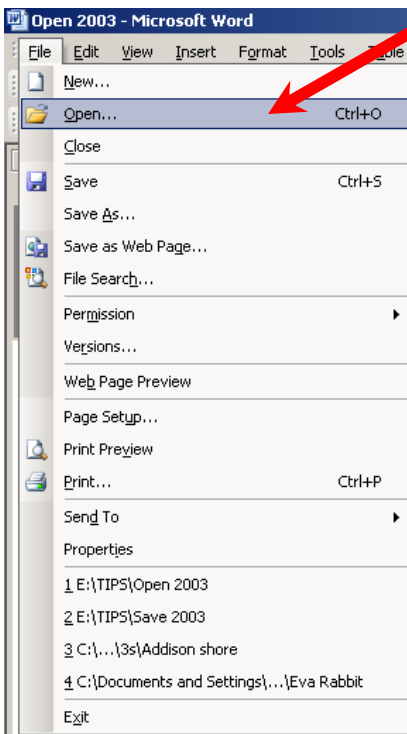 Open 2003 - Microsoft Word
File Edit View Insert Format Tools
New...
Open... Ctrl+O
Close
Save Ctrl+S
Save As...
Save as Web Page...
File Search...
Permission
Versions...
Web Page Preview
Page Setup...
Print Preview
Print... Ctrl+P
Send To
Properties
1 E:\TIPS\Open 2003
2 E:\TIPS\Save 2003
3 C:\...\3s\Addison shore
4 C:\Documents and Settings\...\Eva Rabbit
Exit